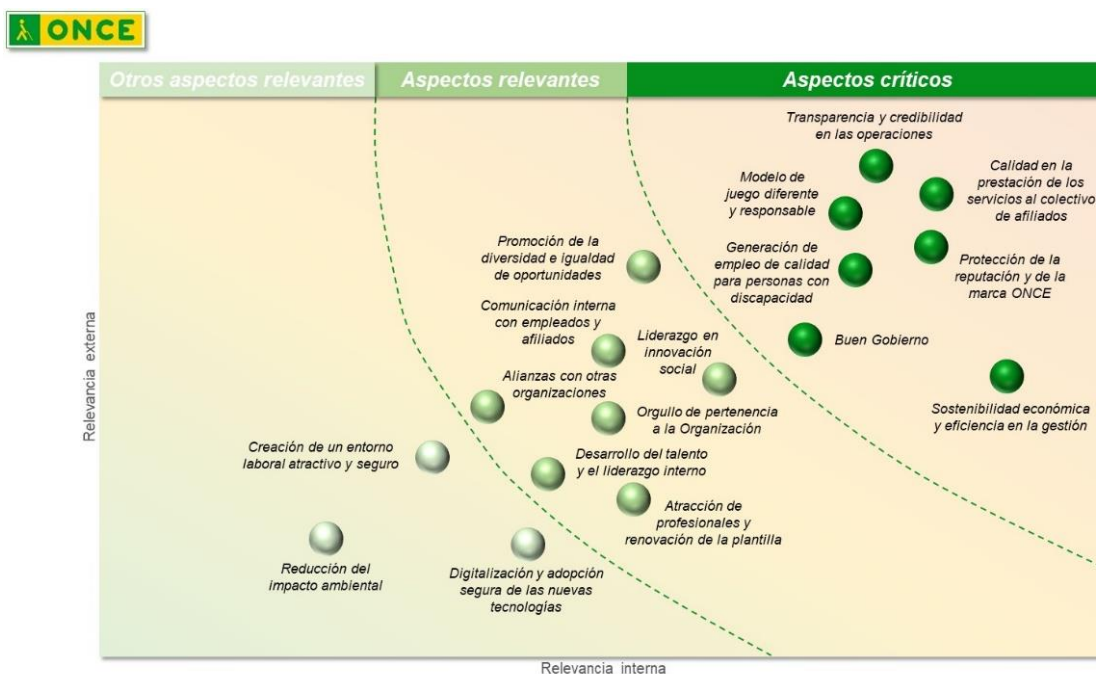 ONCE
Otros aspectos relevantes
Aspectos relevantes
Aspectos críticos
Transparencia y credibilidad
en las operaciones
Calidad en la
prestación de los
servicios al colectivo
de afiliados
Modelo de
juego diferente
y responsable
Promoción de la
diversidad e igualdad
de oportunidades
Generación de
empleo de calidad
para personas con
discapacidad
Protección de la
reputación y de la
marca ONCE
Comunicación interna
con empleados y
afiliados
Liderazgo en
innovación
social
Buen Gobierno
Alianzas con otras
organizaciones
Orgullo de pertenencia
a la Organización
Sostenibilidad económica
y eficiencia en la gestión
Creación de un entorno
laboral atractivo y seguro
Desarrollo del talento
y el liderazgo interno
Atracción de
profesionales y
renovación de la plantilla
Reducción del
impacto ambiental
Digitalización y adopción
segura de las nuevas
tecnologías
Relevancia externa
Relevancia interna